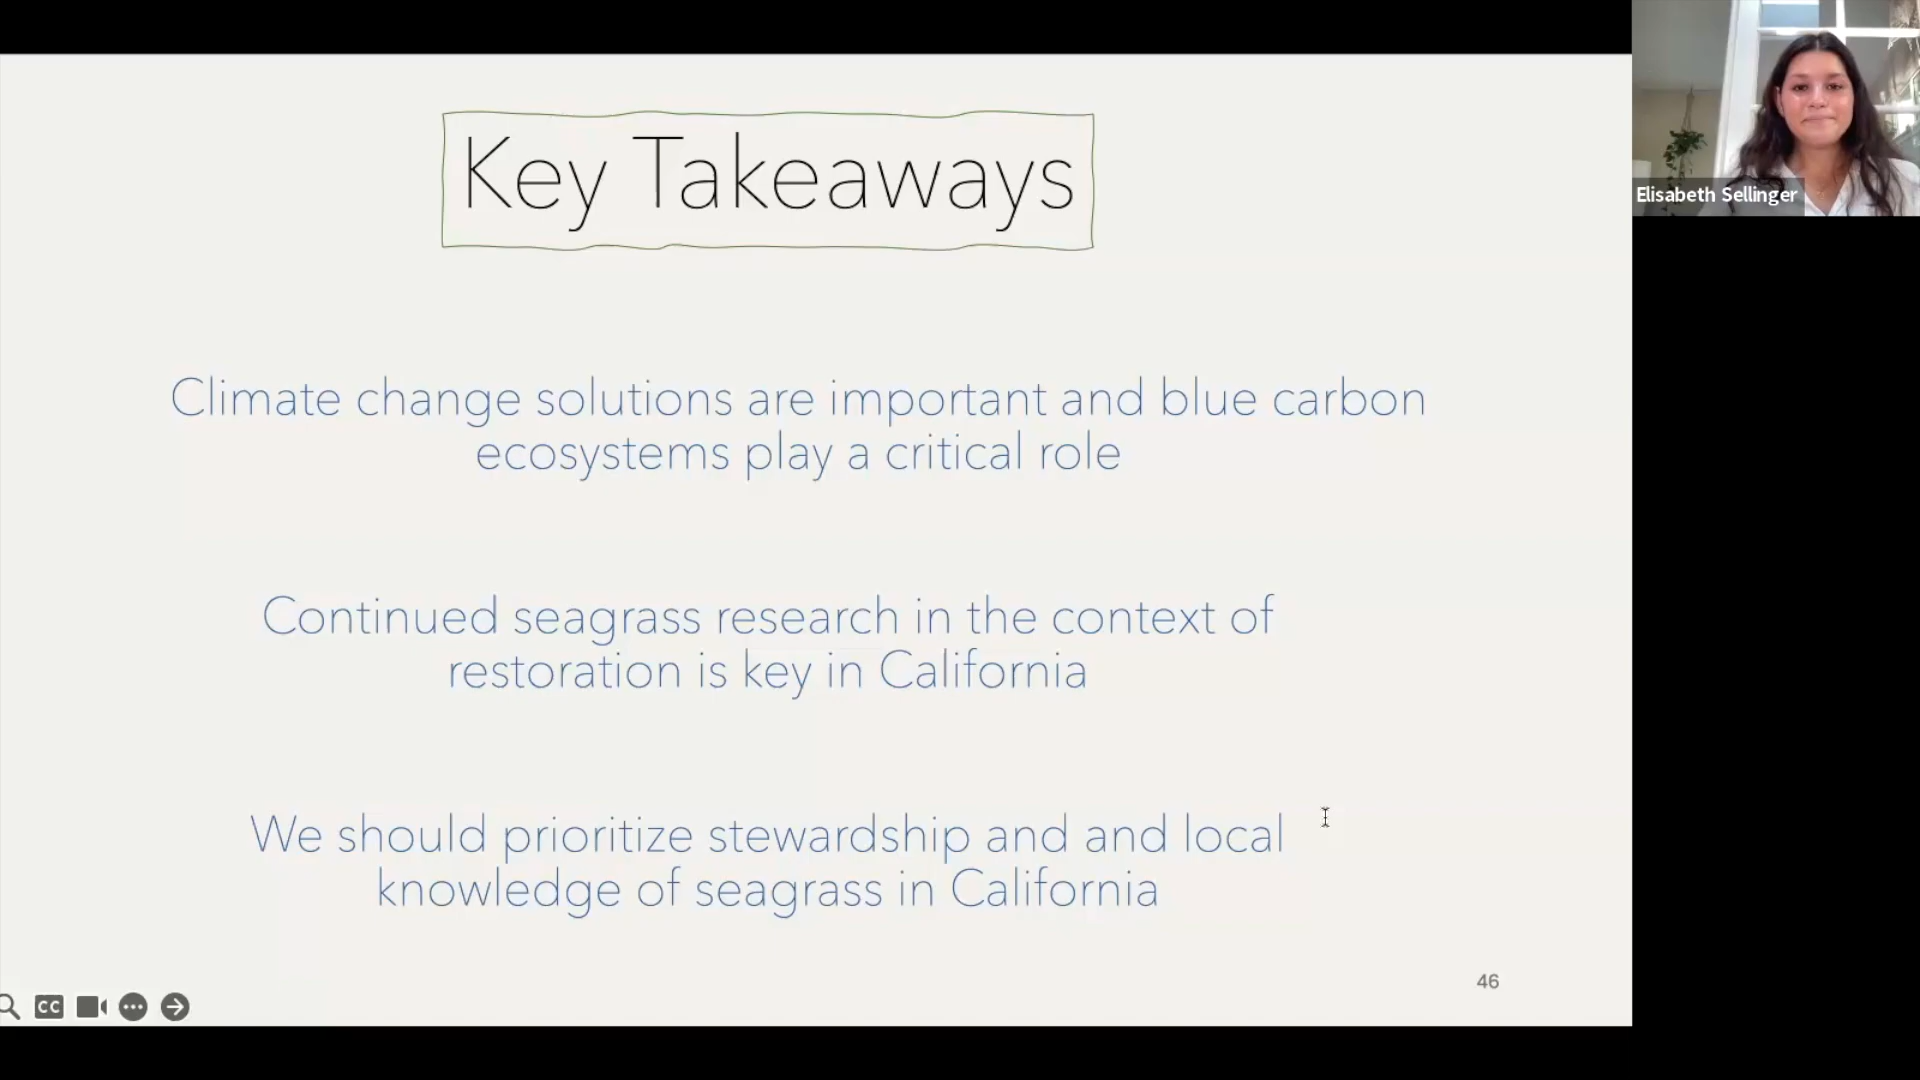 Key Takeaways
Elisabeth Sellinger
Climate change solutions are important and blue carbon
ecosystems play a critical role
Continued seagrass research in the context of
restoration is key in California
We should prioritize stewardship and and local
knowledge of seagrass in California
46
CC